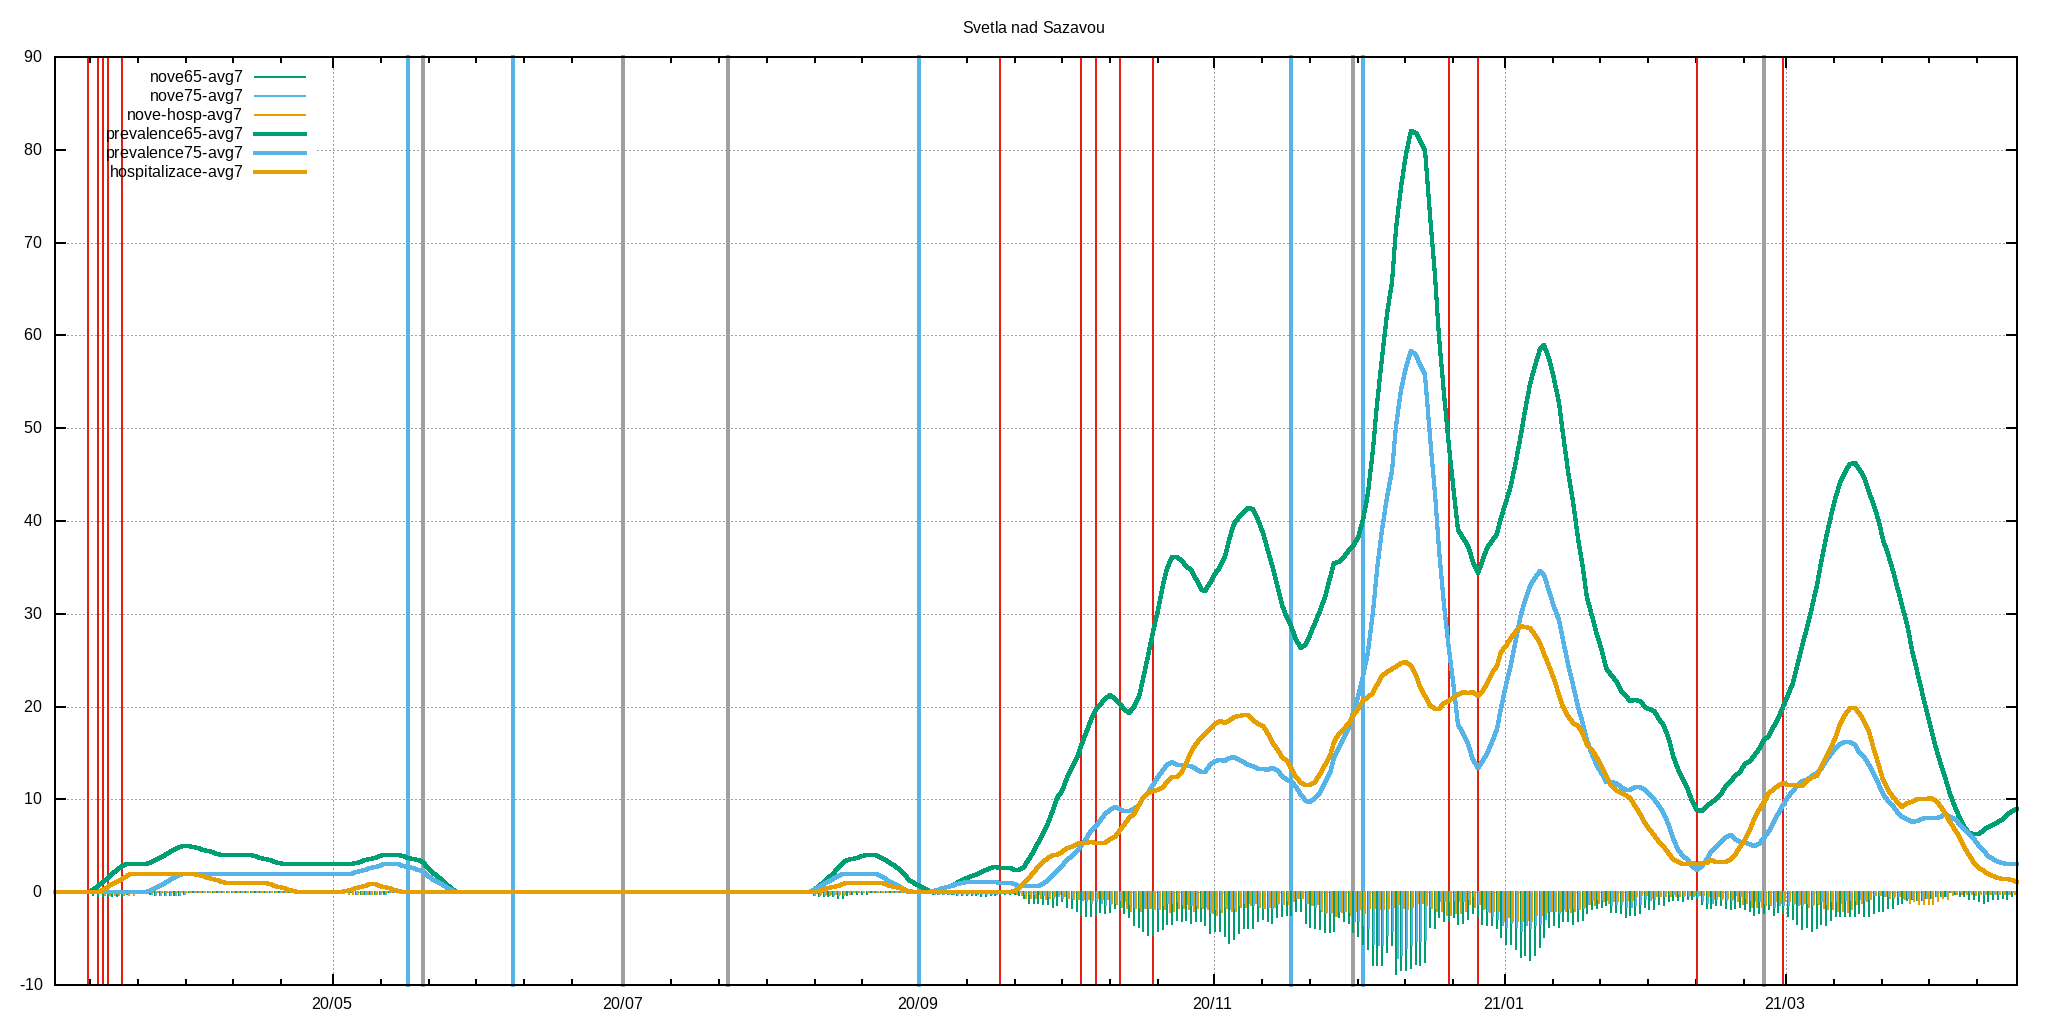 Svetla nad Sazavou
90
80
70
60
50
40
30
20
10
0
-10
nove65-avg7
nove75-avg7
nove-hosp-avg7
prevalence65-avg7
prevalence75-avg7
hospitalizace-avg7
20/05
20/07
20/09
20/11
21/01
21/03